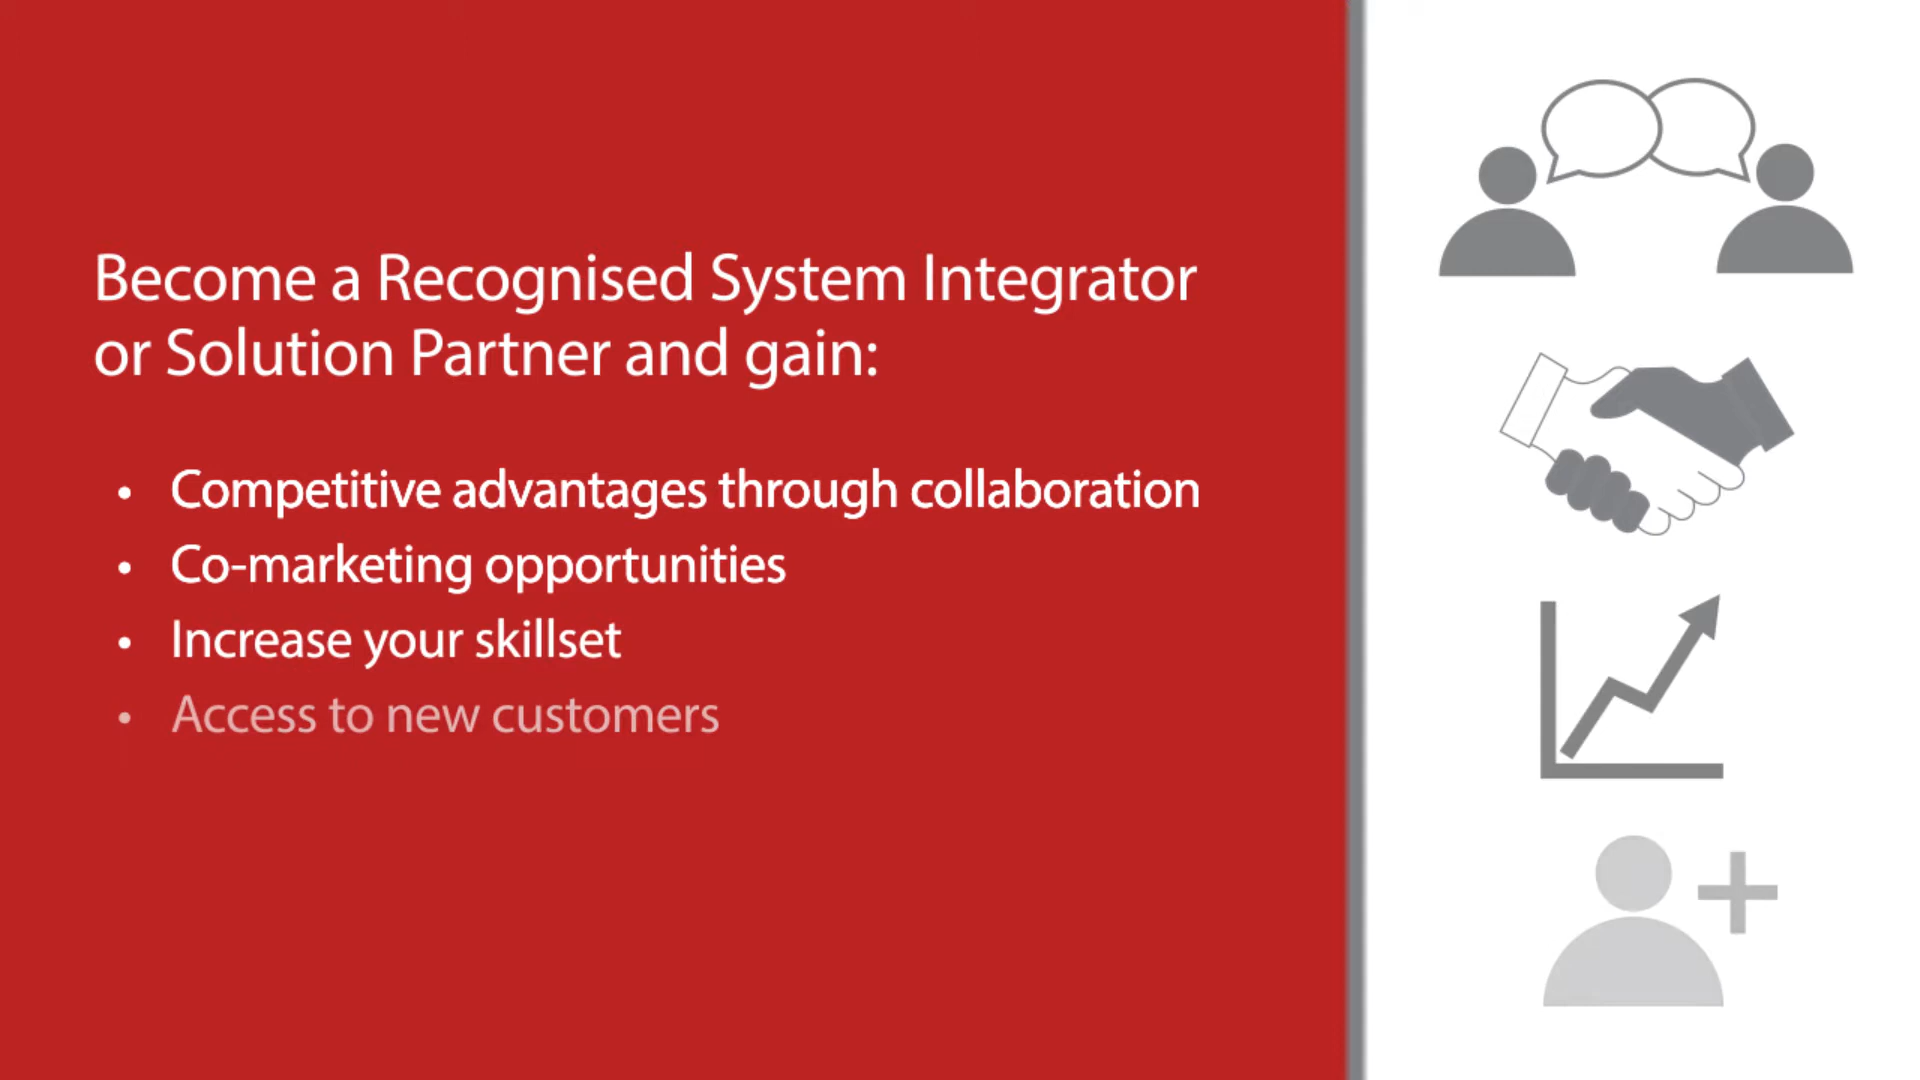 Become a Recognised System Integrator
or Solution Partner and gain:
• Competitive advantages through collaboration
• Co-marketing opportunities
• Increase your skillset
• Access to new customers